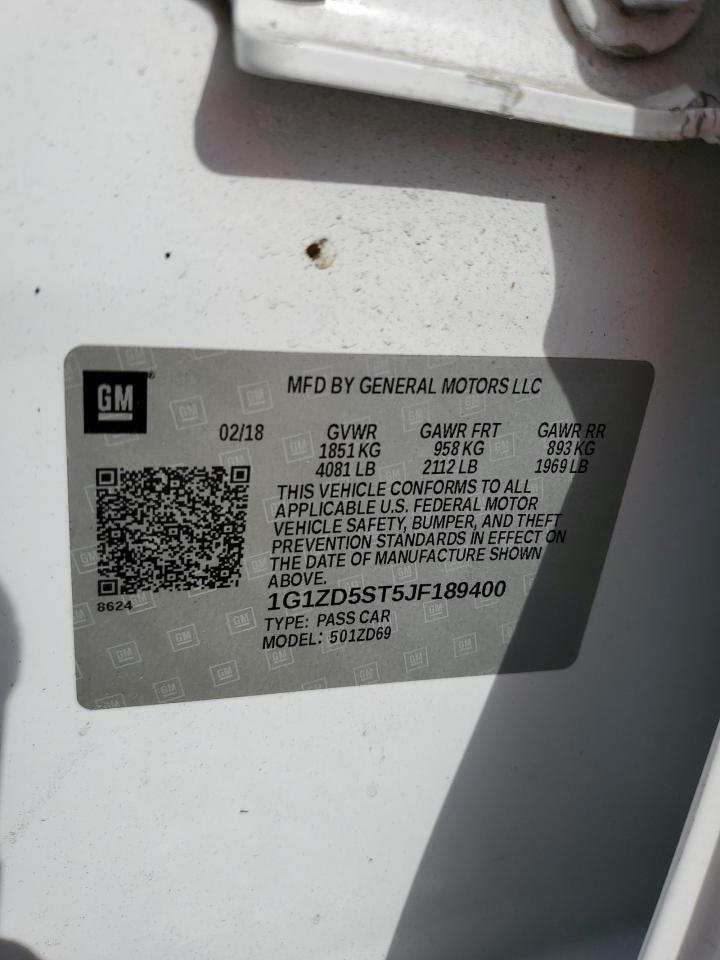 GM
MFD BY GENERAL MOTORS LLC
02/18 GVWR GAWR FRT GAWR RR
1851 KG 958 KG 893 KG
4081 LB 2112 LB 1969 LB
THIS VEHICLE CONFORMS TO ALL
APPLICABLE U.S. FEDERAL MOTOR
VEHICLE SAFETY, BUMPER, AND THEFT
PREVENTION STANDARDS IN EFFECT ON
THE DATE OF MANUFACTURE SHOWN
ABOVE.
8624
1G1ZD5ST5JF189400
TYPE: PASS CAR
MODEL: 501ZD69